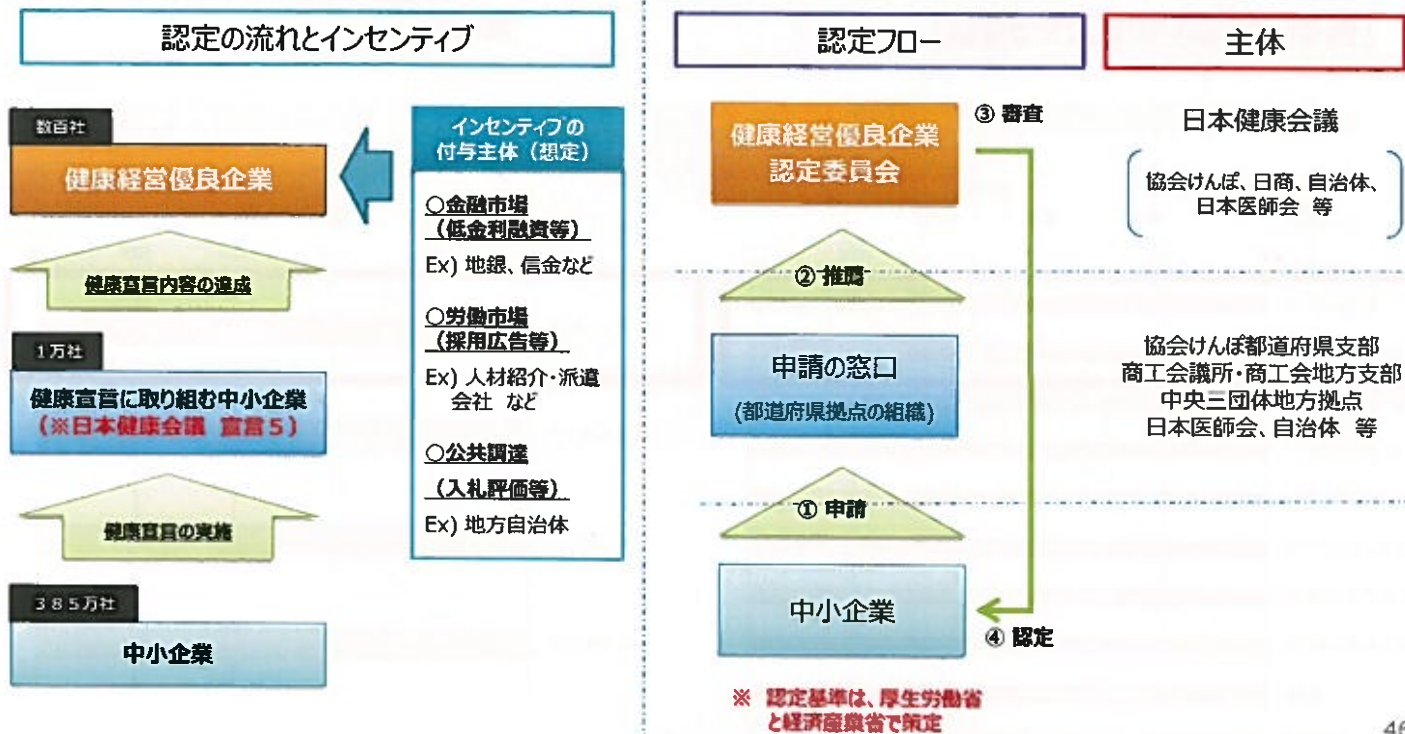 認定の流れとインセンティブ
数百社
健康経営優良企業
健康宣言内容の達成
1万社
健康宣言に取り組む中小企業
(※日本健康会議 宣言5)
健康宣言の実施
385万社
中小企業
インセンティブの
付与主体(想定)
○金融市場
(低金利融資等)
Ex) 地銀、信金など
○労働市場
(採用広告等)
Ex) 人材紹介・派遣
会社 など
○公共調達
(入札評価等)
Ex) 地方自治体
認定フロー
健康経営優良企業
認定委員会
③ 審査
② 推薦
申請の窓口
(都道府県拠点の組織)
① 申請
中小企業
④ 認定
※ 認定基準は、厚生労働省
と経済産業省で策定
主体
日本健康会議
協会けんぽ、日商、自治体、
日本医師会 等
協会けんぽ都道府県支部
商工会議所・商工会地方支部
中央三団体地方拠点
日本医師会、自治体 等
46